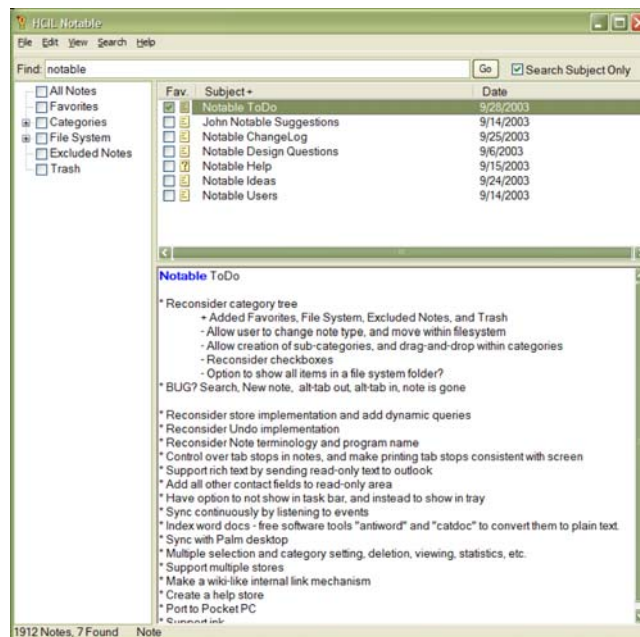 HCIL Notable
File Edit View Search Help
Find: notable Go Search Subject Only
All Notes
Favorites
Categories
File System
Excluded Notes
Trash
Fav. Subject Date
Notable ToDo 9/28/2003
John Notable Suggestions 9/14/2003
Notable ChangeLog 9/25/2003
Notable Design Questions 9/6/2003
Notable Help 9/15/2003
Notable Ideas 9/24/2003
Notable Users 9/14/2003
Notable ToDo
* Reconsider category tree
+ Added Favorites, File System, Excluded Notes, and Trash
- Allow user to change note type, and move within filesystem
- Allow creation of sub-categories, and drag-and-drop within categories
- Reconsider checkboxes
- Option to show all items in a file system folder?
* BUG? Search, New note, alt-tab out, alt-tab in, note is gone
* Reconsider store implementation and add dynamic queries
* Reconsider Undo implementation
* Reconsider Note terminology and program name
* Control over tab stops in notes, and make printing tab stops consistent with screen
* Support rich text by sending read-only text to outlook
* Add all other contact fields to read-only area
* Have option to not show in task bar, and instead to show in tray
* Sync continuously by listening to events
* Index word docs - free software tools "antiword" and "catdoc" to convert them to plain text.
* Sync with Palm desktop
* Multiple selection and category setting, deletion, viewing, statistics, etc.
* Support multiple stores
* Make a wiki-like internal link mechanism
* Create a help store
* Port to Pocket PC
* Support ink
1912 Notes, 7 Found Note